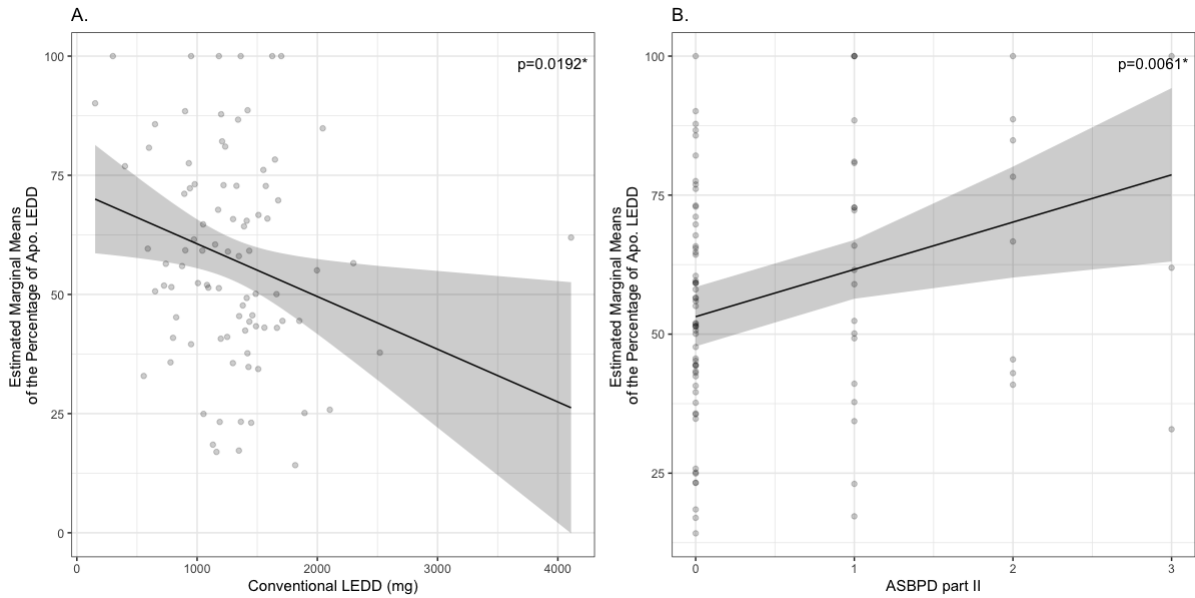 A.
Estimated Marginal Means
of the Percentage of Apo. LEDD
100
75
50
25
0
p=0.0192*
0 1000 2000 3000 4000
Conventional LEDD (mg)
B.
Estimated Marginal Means
of the Percentage of Apo. LEDD
100
75
50
25
p=0.0061*
0 1 2 3
ASBPD part II